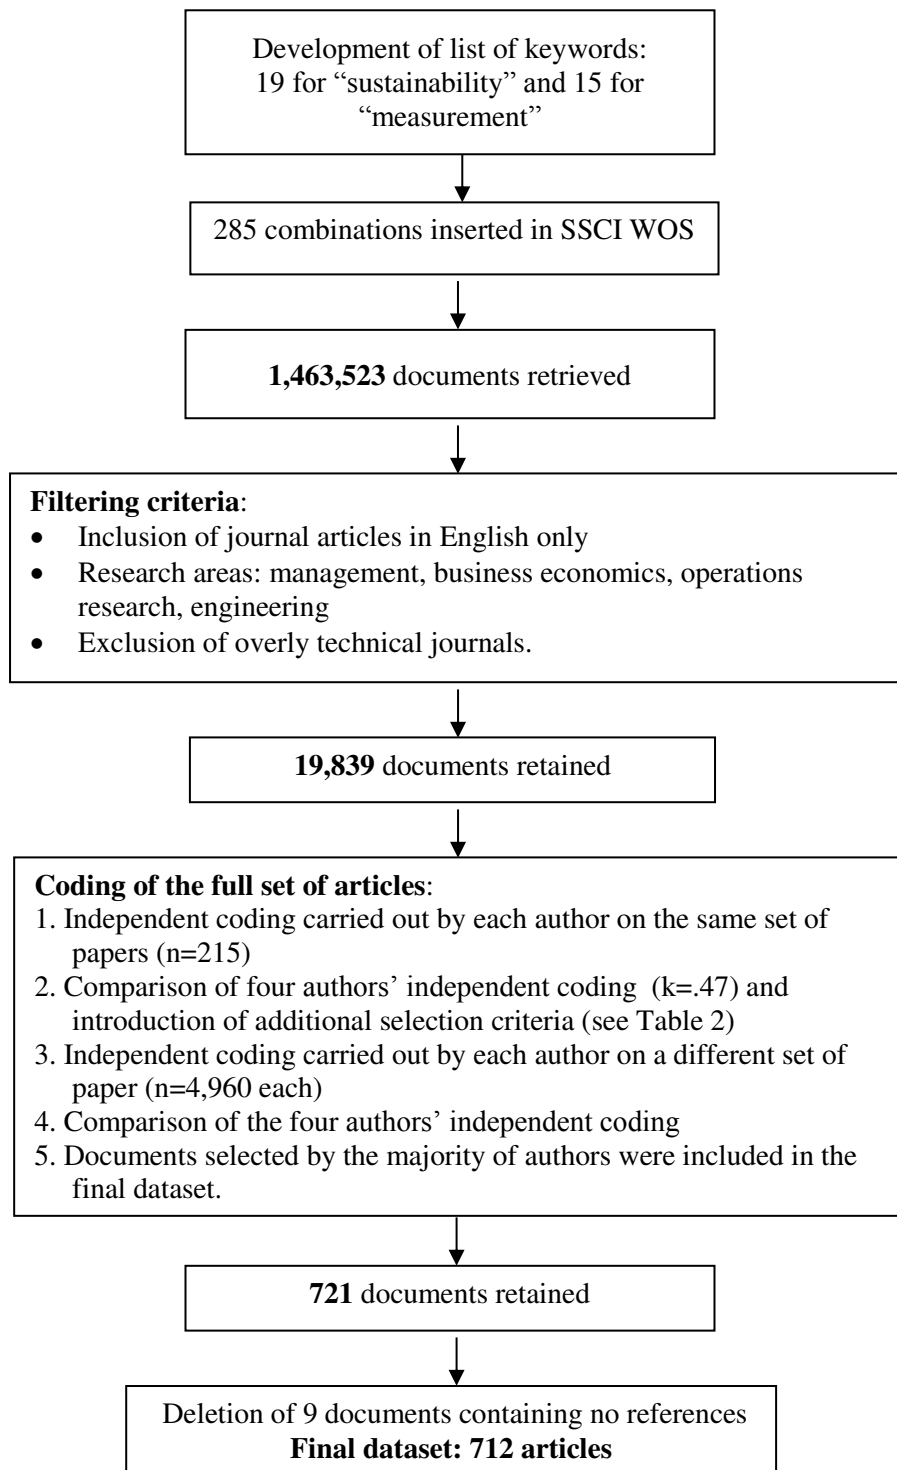 Development of list of keywords:
19 for “sustainability” and 15 for
“measurement”
285 combinations inserted in SSCI WOS
1,463,523 documents retrieved
Filtering criteria:
• Inclusion of journal articles in English only
• Research areas: management, business economics, operations
research, engineering
• Exclusion of overly technical journals.
19,839 documents retained
Coding of the full set of articles:
1. Independent coding carried out by each author on the same set of
papers (n=215)
2. Comparison of four authors’ independent coding (k=.47) and
introduction of additional selection criteria (see Table 2)
3. Independent coding carried out by each author on a different set of
paper (n=4,960 each)
4. Comparison of the four authors’ independent coding
5. Documents selected by the majority of authors were included in the
final dataset.
721 documents retained
Deletion of 9 documents containing no references
Final dataset: 712 articles